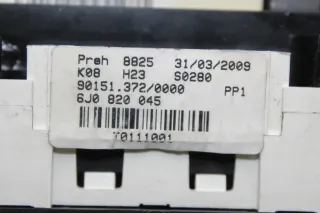 Preh 8825 31/03/2009
K08 H23 S0280
90151.372/0000 PP1
6J0 820 045
T0111001